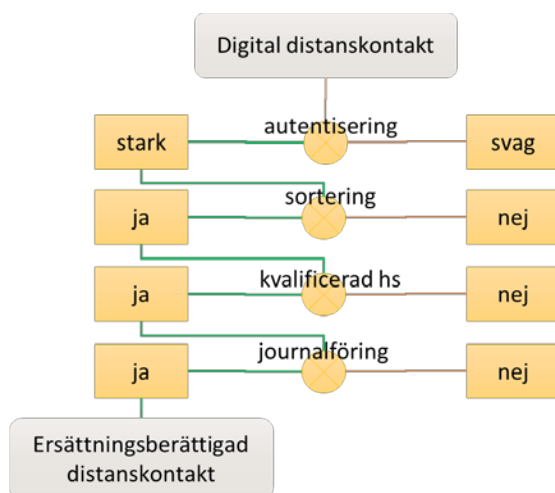 Digital distanskontakt
autentisering
stark
svag
sortering
ja
nej
kvalificerad hs
ja
nej
journalföring
ja
nej
Ersättningsberättigad
distanskontakt